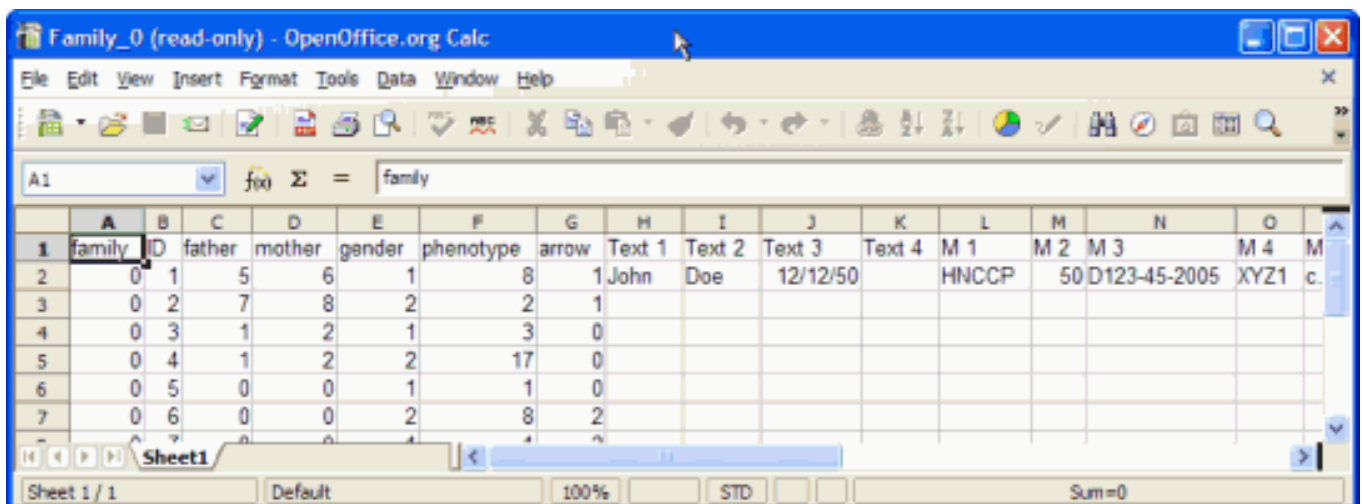 Family_0 (read-only) - OpenOffice.org Calc
File Edit View Insert Format Tools Data Window Help
A1 f(x) Σ = family
A B C D E F G H I J K L M N O
1 family ID father mother gender phenotype arrow Text 1 Text 2 Text 3 Text 4 M 1 M 2 M 3 M 4 M
2 0 1 5 6 1 8 1 John Doe 12/12/50 HNCCP 50 D123-45-2005 XYZ1 c.
3 0 2 7 8 2 2 1
4 0 3 1 2 1 3 0
5 0 4 1 2 2 17 0
6 0 5 0 0 1 1 0
7 0 6 0 0 2 8 2
Sheet1
Sheet 1 / 1 Default 100% STD Sum=0